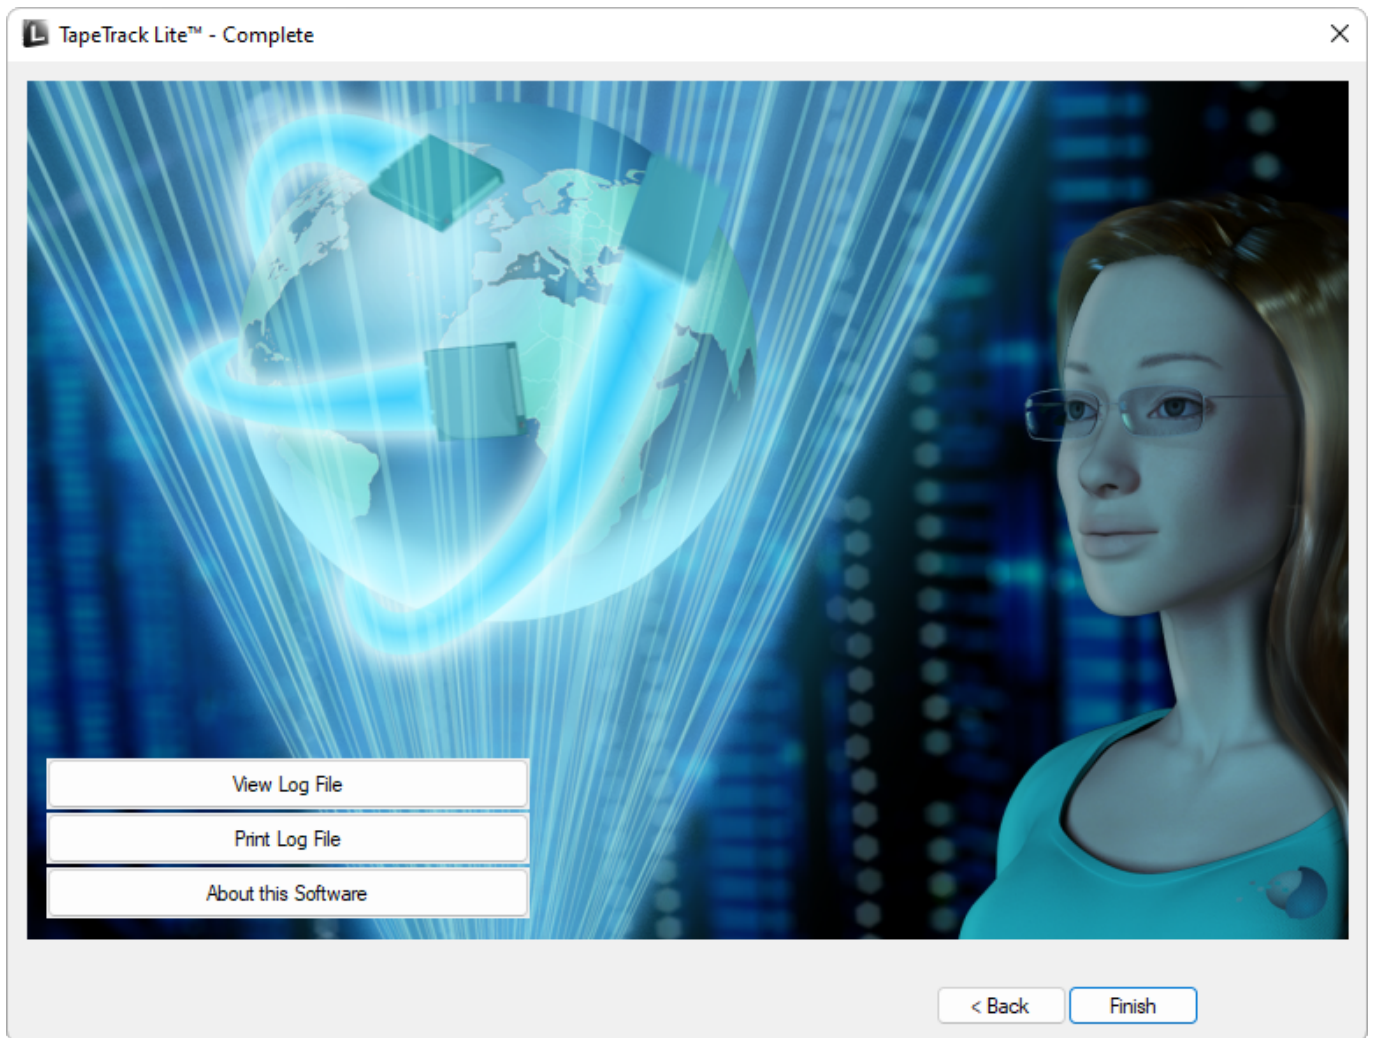 TapeTrack Lite™ - Complete
View Log File
Print Log File
About this Software
< Back
Finish